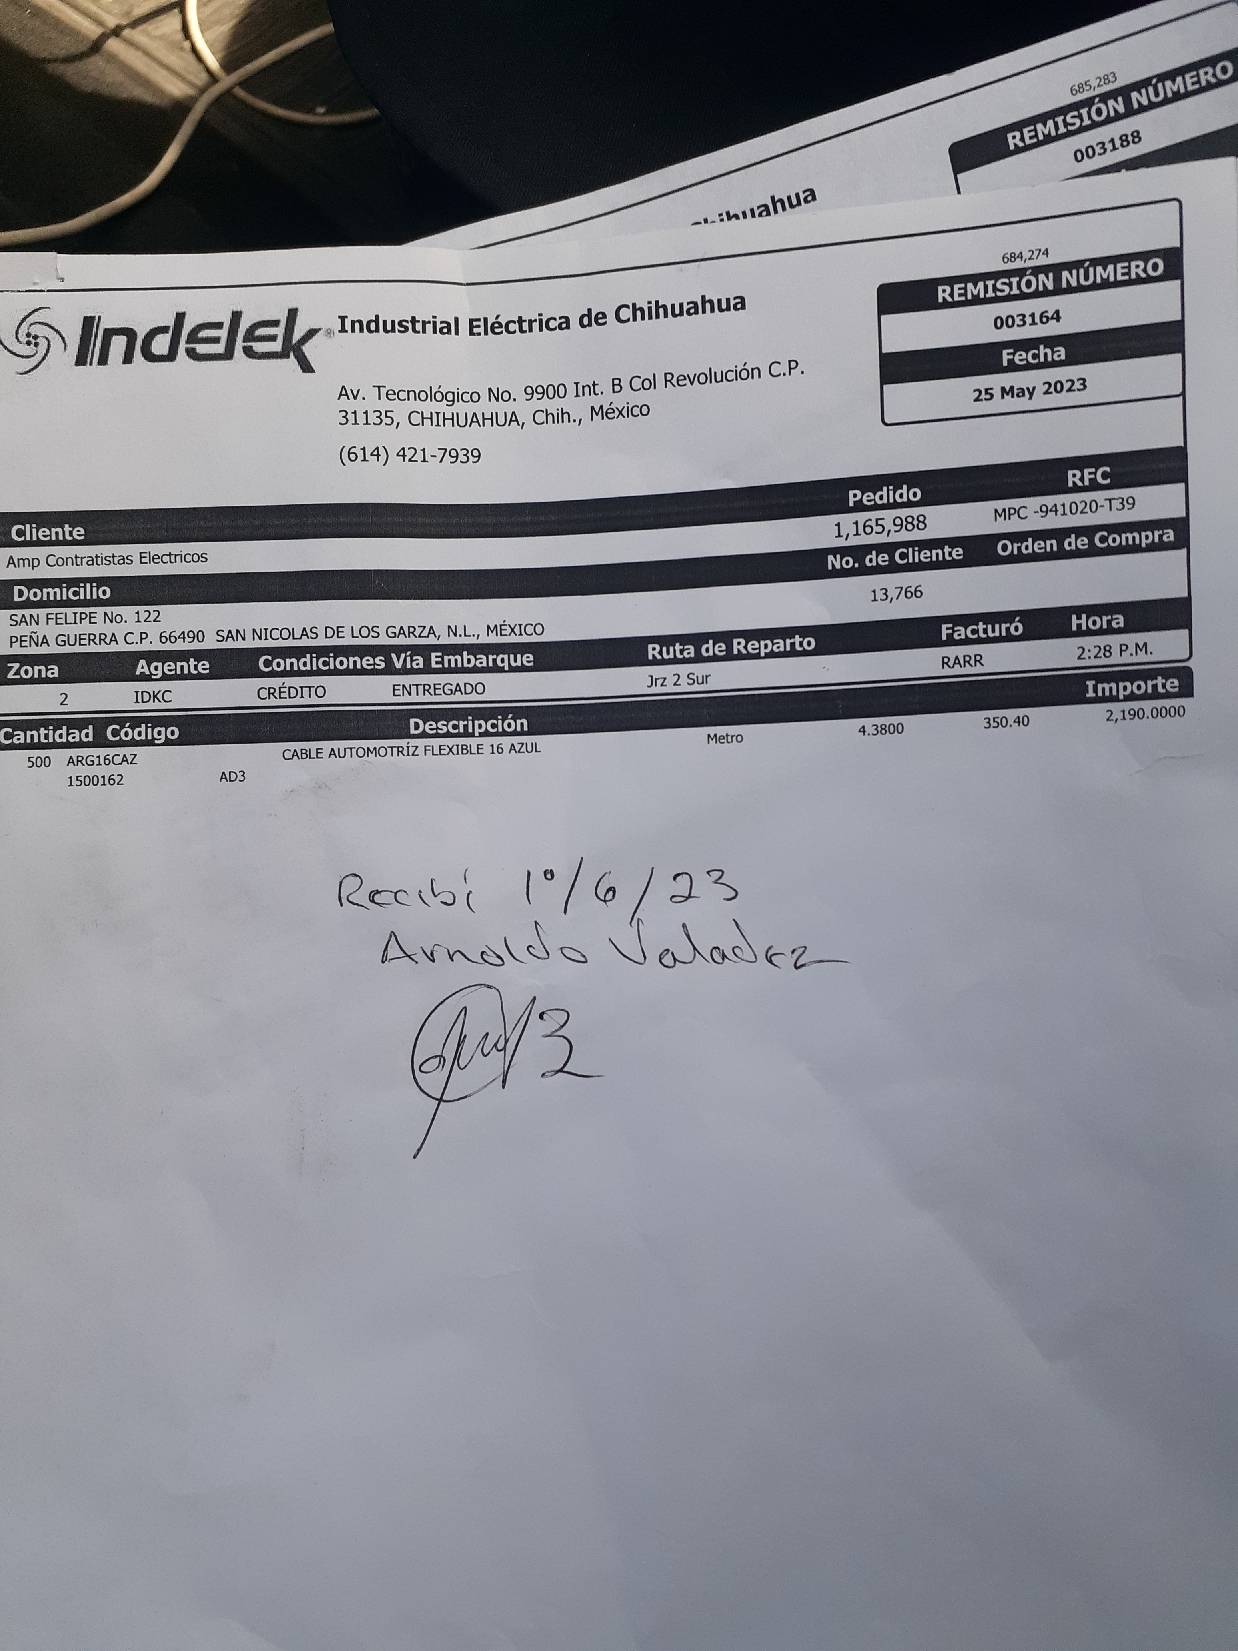 685,283
REMISIÓN NÚMERO
003188
Chihuahua
684,274
REMISIÓN NÚMERO
003164
Fecha
25 May 2023
Indelek® Industrial Eléctrica de Chihuahua
Av. Tecnológico No. 9900 Int. B Col Revolución C.P.
31135, CHIHUAHUA, Chih., México
(614) 421-7939
Cliente Pedido RFC
Amp Contratistas Electricos 1,165,988 MPC -941020-T39
Domicilio No. de Cliente Orden de Compra
SAN FELIPE No. 122 13,766
PEÑA GUERRA C.P. 66490 SAN NICOLAS DE LOS GARZA, N.L., MÉXICO
Zona Agente Condiciones Vía Embarque Ruta de Reparto Facturó Hora
2 IDKC CRÉDITO ENTREGADO Jrz 2 Sur RARR 2:28 P.M.
Cantidad Código Descripción Importe
500 ARG16CAZ CABLE AUTOMOTRÍZ FLEXIBLE 16 AZUL Metro 4.3800 350.40 2,190.0000
1500162 AD3
Recibí 1°/6/23
Arnoldo Valadez